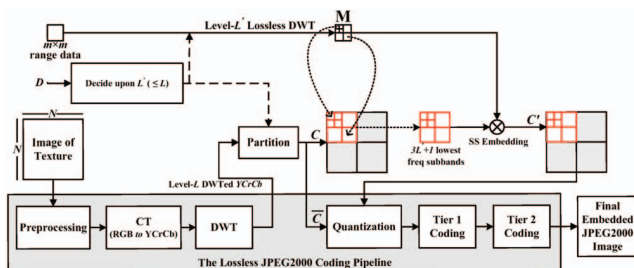 M
Level-L' Lossless DWT
m×m
range data
D
Decide upon L' (≤ L)
N
N
Image of
Texture
Partition
C
3L'+1 lowest
freq subbands
SS Embedding
C'
Level-L DWTed YCrCb
C̅
Preprocessing
CT
(RGB to YCrCb)
DWT
Quantization
Tier 1
Coding
Tier 2
Coding
Final
Embedded
JPEG2000
Image
The Lossless JPEG2000 Coding Pipeline